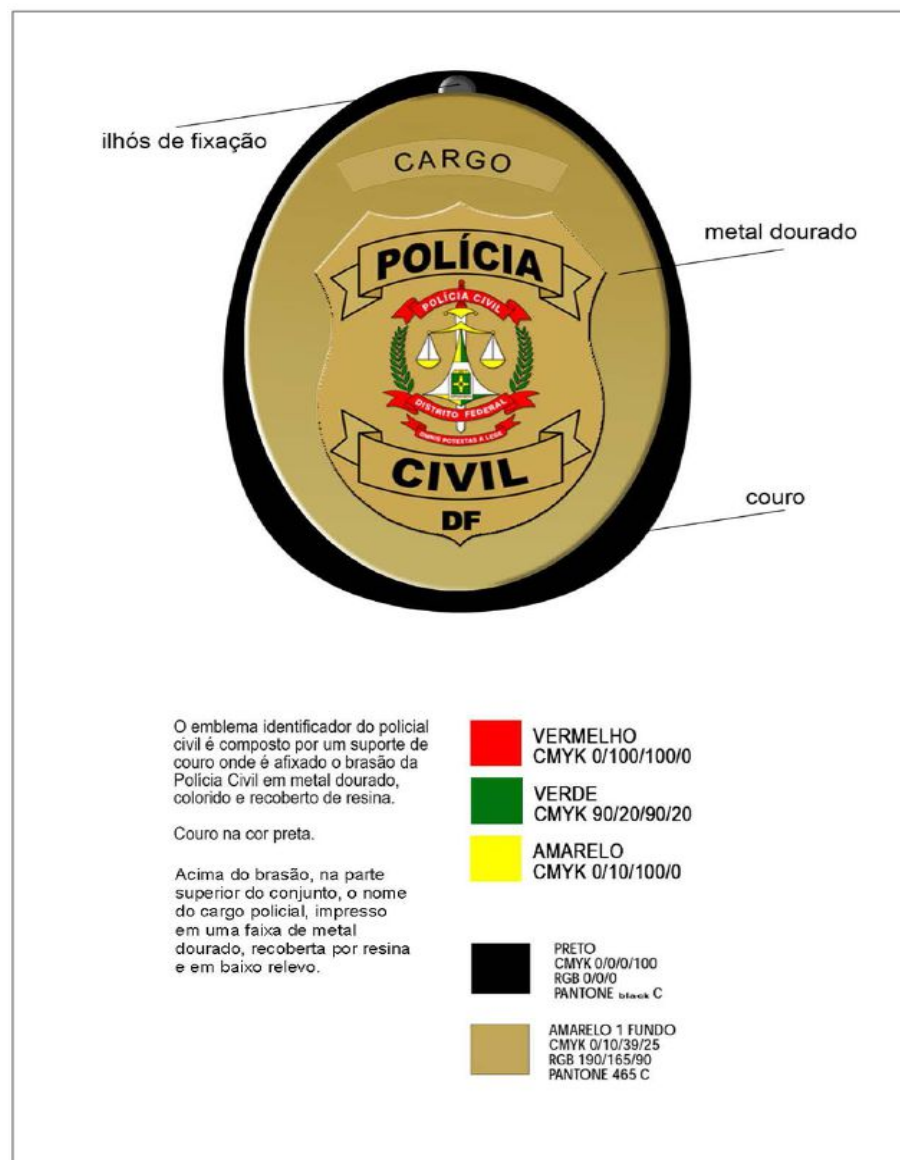 ilhós de fixação
CARGO
metal dourado
POLÍCIA
POLÍCIA CIVIL
DISTRITO FEDERAL
OMNIS POTESTAS A LEGE
CIVIL
DF
couro
O emblema identificador do policial
civil é composto por um suporte de
couro onde é afixado o brasão da
Polícia Civil em metal dourado,
colorido e recoberto de resina.
Couro na cor preta.
Acima do brasão, na parte
superior do conjunto, o nome
do cargo policial, impresso
em uma faixa de metal
dourado, recoberta por resina
e em baixo relevo.
VERMELHO
CMYK 0/100/100/0
VERDE
CMYK 90/20/90/20
AMARELO
CMYK 0/10/100/0
PRETO
CMYK 0/0/0/100
RGB 0/0/0
PANTONE black C
AMARELO 1 FUNDO
CMYK 0/10/39/25
RGB 190/165/90
PANTONE 465 C